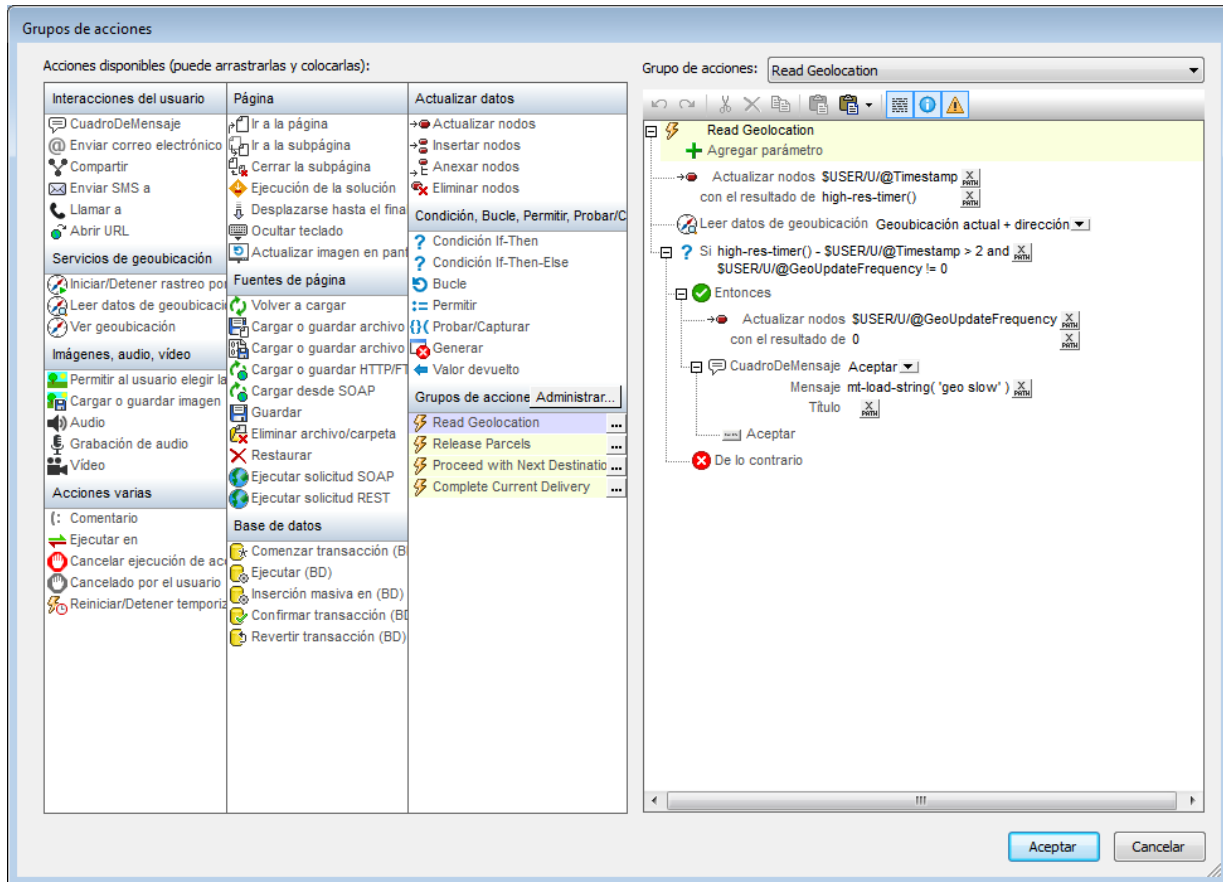 Grupos de acciones
Acciones disponibles (puede arrastrarlas y colocarlas):
Interacciones del usuario
CuadroDeMensaje
Enviar correo electrónico
Compartir
Enviar SMS a
Llamar a
Abrir URL
Servicios de geoubicación
Iniciar/Detener rastreo por
Leer datos de geoubicaci
Ver geoubicación
Imágenes, audio, vídeo
Permitir al usuario elegir la
Cargar o guardar imagen
Audio
Grabación de audio
Vídeo
Acciones varias
(: Comentario
Ejecutar en
Cancelar ejecución de acc
Cancelado por el usuario
Reiniciar/Detener temporiz
Página
Ir a la página
Ir a la subpágina
Cerrar la subpágina
Ejecución de la solución
Desplazarse hasta el fina
Ocultar teclado
Actualizar imagen en pant
Fuentes de página
Volver a cargar
Cargar o guardar archivo
Cargar o guardar archivo
Cargar o guardar HTTP/FT
Cargar desde SOAP
Guardar
Eliminar archivo/carpeta
Restaurar
Ejecutar solicitud SOAP
Ejecutar solicitud REST
Base de datos
Comenzar transacción (B
Ejecutar (BD)
Inserción masiva en (BD)
Confirmar transacción (BD
Revertir transacción (BD)
Actualizar datos
Actualizar nodos
Insertar nodos
Anexar nodos
Eliminar nodos
Condición, Bucle, Permitir, Probar/C
Condición If-Then
Condición If-Then-Else
Bucle
Permitir
Probar/Capturar
Generar
Valor devuelto
Grupos de accione Administrar...
Read Geolocation ...
Release Parcels ...
Proceed with Next Destinatio ...
Complete Current Delivery ...
Grupo de acciones: Read Geolocation
Read Geolocation
Agregar parámetro
Actualizar nodos $USER/U/@Timestamp XPATH
con el resultado de high-res-timer() XPATH
Leer datos de geoubicación Geoubicación actual + dirección
? Si high-res-timer() - $USER/U/@Timestamp > 2 and XPATH
$USER/U/@GeoUpdateFrequency != 0
Entonces
Actualizar nodos $USER/U/@GeoUpdateFrequency XPATH
con el resultado de 0 XPATH
CuadroDeMensaje Aceptar
Mensaje mt-load-string( 'geo slow' ) XPATH
Título XPATH
Aceptar
De lo contrario
Aceptar Cancelar